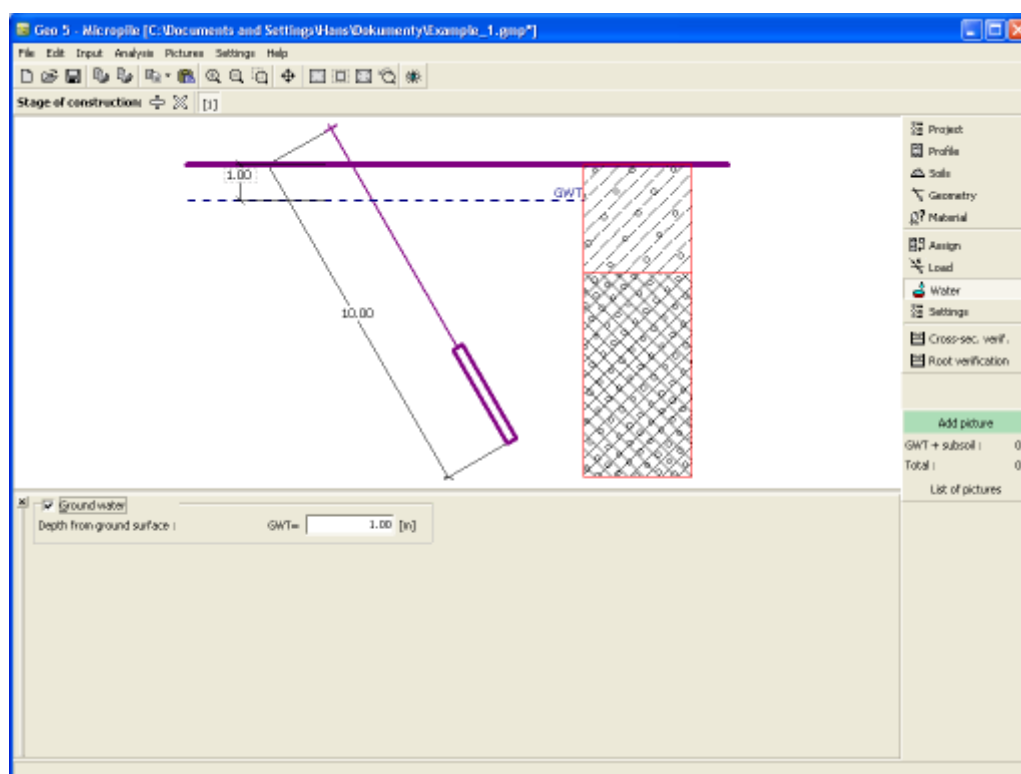 Geo 5 - Micropile [C:\Documents and Settings\Hans\Dokumenty\Example_1.gmp*]
File Edit Input Analysis Pictures Settings Help
Stage of construction: [1]
1.00
GWT
10.00
Project
Profile
Soils
Geometry
Material
Assign
Load
Water
Settings
Cross-sec. verif.
Root verification
Add picture
GWT + subsoil : 0
Total : 0
List of pictures
Ground water
Depth from ground surface : GWT= 1.00 [m]